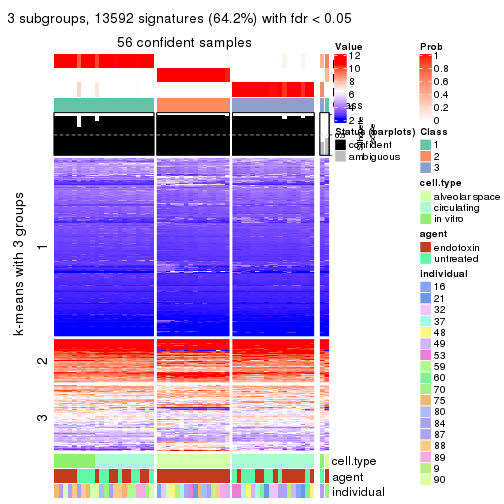 3 subgroups, 13592 signatures (64.2%) with fdr < 0.05
56 confident samples
k-means with 3 groups
1
2
3
cell.type
agent
individual
Value
12
10
8
6
4
2
Prob
1
0.8
0.6
0.4
0.2
0
Status (barplots)
confident
ambiguous
Class
1
2
3
cell.type
alveolar space
circulating
in vitro
agent
endotoxin
untreated
individual
16
21
32
37
48
49
53
59
60
70
75
80
84
87
88
89
9
90